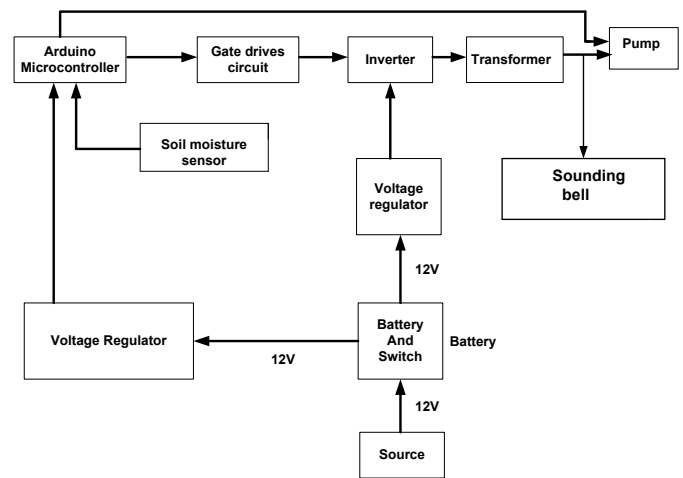 Arduino
Microcontroller
Gate drives
circuit
Inverter
Transformer
Pump
Soil moisture
sensor
Voltage
regulator
Sounding
bell
12V
Voltage Regulator
12V
Battery
And
Switch
Battery
12V
Source